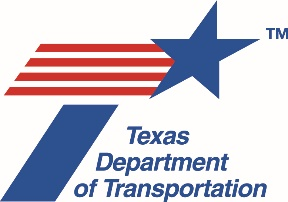 TM
Texas
Department
of Transportation